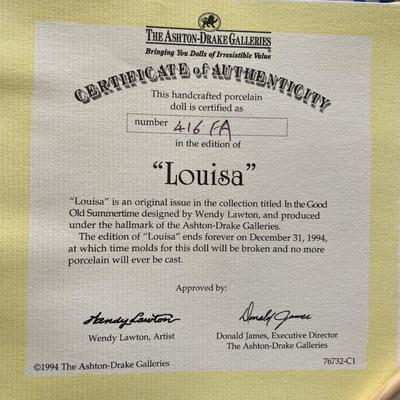 THE ASHTON-DRAKE GALLERIES
Bringing You Dolls of Irresistible Value
CERTIFICATE of AUTHENTICITY
This handcrafted porcelain
doll is certified as
number 416 FA
in the edition of
"Louisa"
"Louisa" is an original issue in the collection titled In the Good
Old Summertime designed by Wendy Lawton, and produced
under the hallmark of the Ashton-Drake Galleries.
The edition of "Louisa" ends forever on December 31, 1994,
at which time molds for this doll will be broken and no more
porcelain will ever be cast.
Approved by:
Wendy Lawton Donald James
Wendy Lawton, Artist Donald James, Executive Director
The Ashton-Drake Galleries
©1994 The Ashton-Drake Galleries 76732-C1